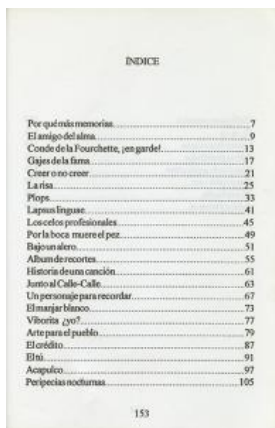 ÍNDICE
Por qué más memorias 7
El amigo del alma 9
Conde de la Fourchette, ¡en garde! 13
Gajes de la fama 17
Creer o no creer 21
La risa 25
Plops 33
Lapsus linguae 41
Los celos profesionales 45
Por la boca muere el pez 49
Bajo un alero 51
Album de recortes 55
Historia de una canción 61
Junto al Calle-Calle 63
Un personaje para recordar 67
El manjar blanco 73
Viborita ¿yo? 77
Arte para el pueblo 79
El crédito 87
El tú 91
Acapulco 97
Peripecias nocturnas 105
153